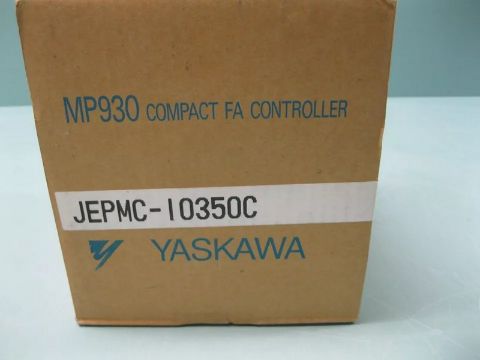 MP930 COMPACT FA CONTROLLER
JEPMC-IO350C
YASKAWA